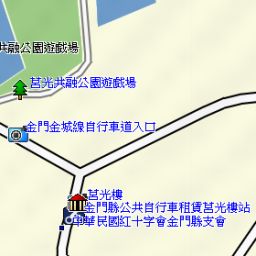 共融公園遊戲場
莒光共融公園遊戲場
金門金城線自行車道入口
莒光樓
金門縣公共自行車租賃莒光樓站
中華民國紅十字會金門縣支會